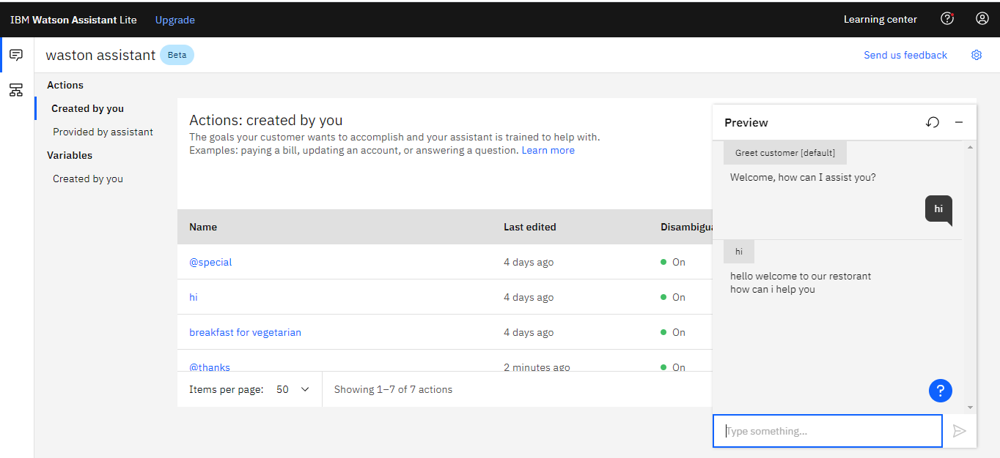 IBM Watson Assistant Lite Upgrade Learning center
waston assistant Beta Send us feedback
Actions
Created by you
Provided by assistant
Variables
Created by you
Actions: created by you
The goals your customer wants to accomplish and your assistant is trained to help with.
Examples: paying a bill, updating an account, or answering a question. Learn more
Name Last edited Disambigua
@special 4 days ago On
hi 4 days ago On
breakfast for vegetarian 4 days ago On
@thanks 2 minutes ago On
Items per page: 50 Showing 1–7 of 7 actions
Preview
Greet customer [default]
Welcome, how can I assist you?
hi
hi
hello welcome to our restorant
how can i help you
?
Type something...